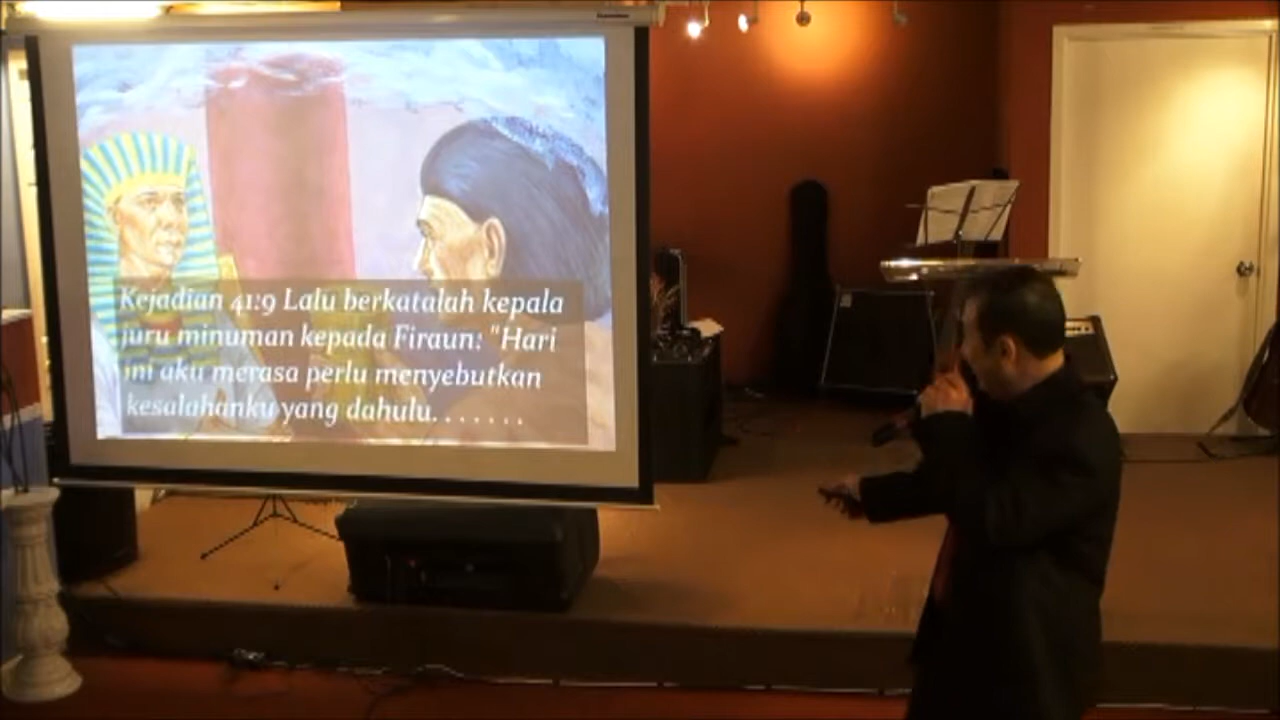 Kejadian 41:9 Lalu berkatalah kepala
juru minuman kepada Firaun: "Hari
ini aku merasa perlu menyebutkan
kesalahanku yang dahulu. . . . . . .